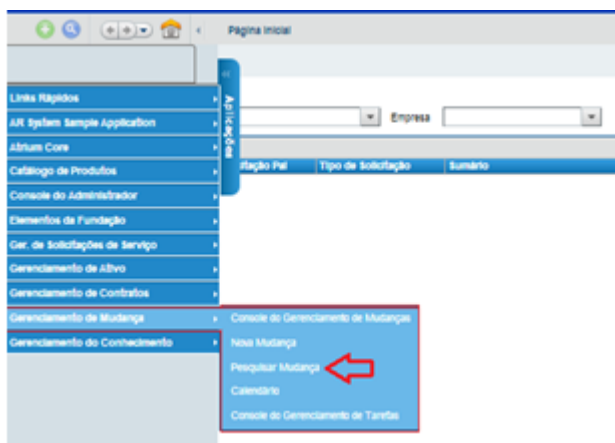 Página Inicial
Links Rápidos
AR System Sample Application
Atrium Core
Catálogo de Produtos
Console do Administrador
Elementos da Fundação
Ger. de Solicitações de Serviço
Gerenciamento de Ativo
Gerenciamento de Contratos
Gerenciamento de Mudança
Gerenciamento do Conhecimento
Aplicações
Empresa
Tipo de Solicitação
Sumário
Console do Gerenciamento de Mudanças
Nova Mudança
Pesquisar Mudança
Calendário
Console do Gerenciamento de Tarefas